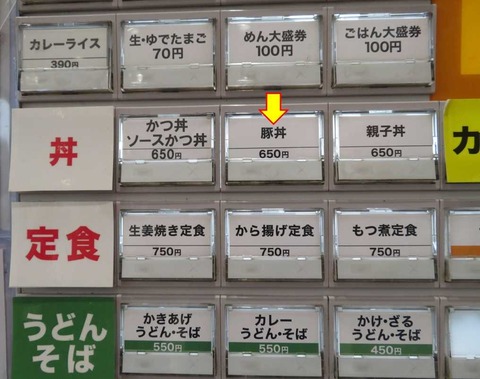 カレーライス
390円
生・ゆでたまご
70円
めん大盛券
100円
ごはん大盛券
100円
丼
かつ丼
ソースかつ丼
650円
豚丼
650円
親子丼
650円
カ
定食
生姜焼き定食
750円
から揚げ定食
750円
もつ煮定食
750円
うどん
そば
かきあげ
うどん・そば
550円
カレー
うどん・そば
550円
かけ・ざる
うどん・そば
450円